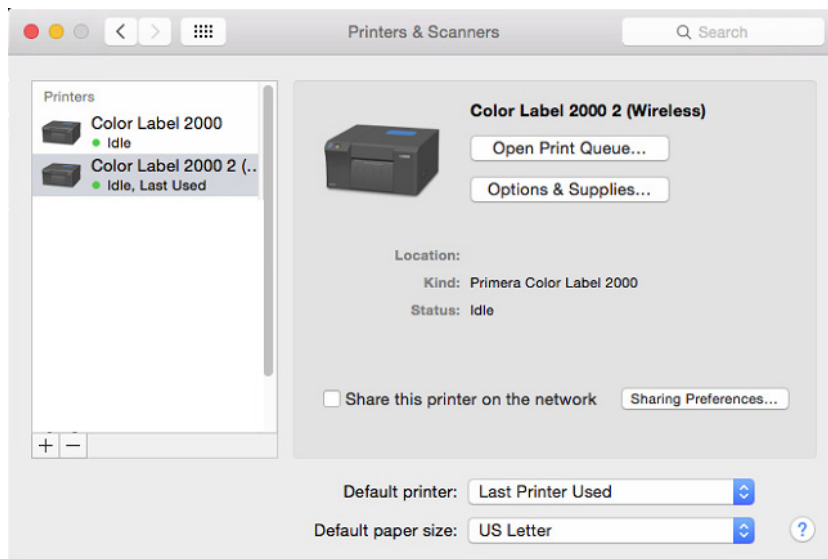 Printers & Scanners
Search
Printers
Color Label 2000
Idle
Color Label 2000 2 (..
Idle, Last Used
Color Label 2000 2 (Wireless)
Open Print Queue...
Options & Supplies...
Location:
Kind: Primera Color Label 2000
Status: Idle
Share this printer on the network
Sharing Preferences...
+ −
Default printer: Last Printer Used
Default paper size: US Letter
?